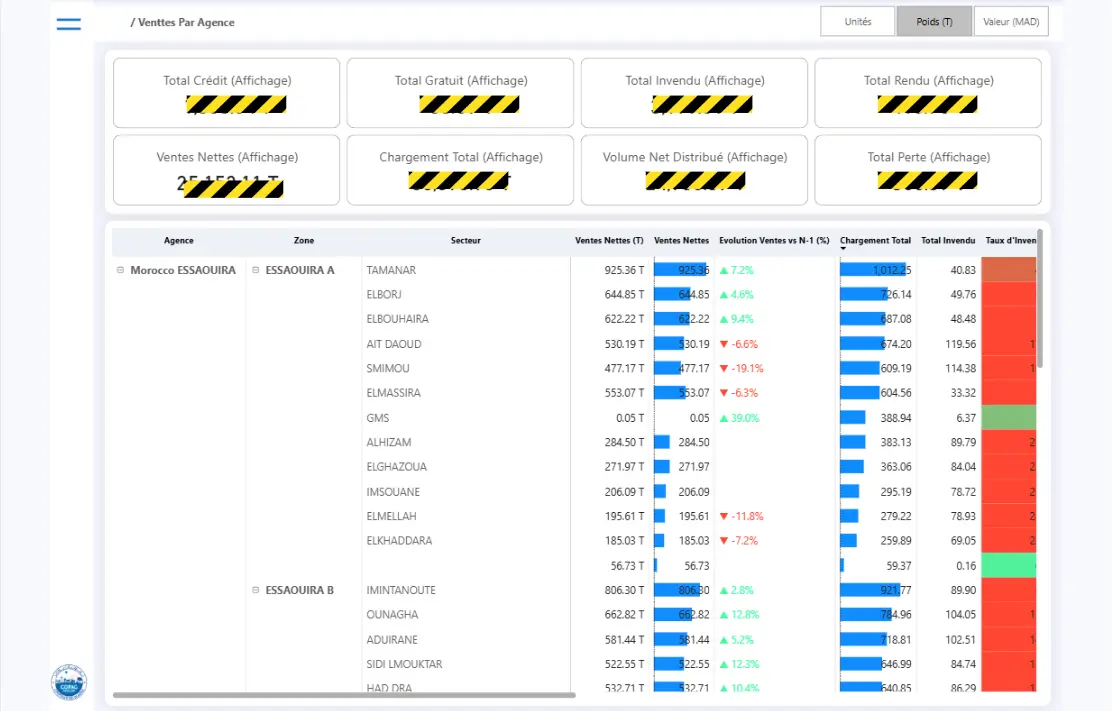 / Venttes Par Agence
Unités Poids (T) Valeur (MAD)
Total Crédit (Affichage) Total Gratuit (Affichage) Total Invendu (Affichage) Total Rendu (Affichage)
Ventes Nettes (Affichage) Chargement Total (Affichage) Volume Net Distribué (Affichage) Total Perte (Affichage)
Agence Zone Secteur Ventes Nettes (T) Ventes Nettes Evolution Ventes vs N-1 (%) Chargement Total Total Invendu Taux d'Inven
Morocco ESSAOUIRA ESSAOUIRA A TAMANAR 925.36 T 925.36 7.2% 1,012.25 40.83
ELBORJ 644.85 T 644.85 4.6% 726.14 49.76
ELBOUHAIRA 622.22 T 622.22 9.4% 687.08 48.48
AIT DAOUD 530.19 T 530.19 -6.6% 674.20 119.56 1
SMIMOU 477.17 T 477.17 -19.1% 609.19 114.38 1
ELMASSIRA 553.07 T 553.07 -6.3% 604.56 33.32
GMS 0.05 T 0.05 39.0% 388.94 6.37
ALHIZAM 284.50 T 284.50 383.13 89.79 2
ELGHAZOUA 271.97 T 271.97 363.06 84.04 2
IMSOUANE 206.09 T 206.09 295.19 78.72 2
ELMELLAH 195.61 T 195.61 -11.8% 279.22 78.93 2
ELKHADDARA 185.03 T 185.03 -7.2% 259.89 69.05 2
56.73 T 56.73 59.37 0.16
ESSAOUIRA B IMINTANOUTE 806.30 T 806.30 2.8% 921.77 89.90
OUNAGHA 662.82 T 662.82 12.8% 784.96 104.05 1
ADUIRANE 581.44 T 581.44 5.2% 718.81 102.51 1
SIDI LMOUKTAR 522.55 T 522.55 12.3% 646.99 84.74 1
HAD DRA 532.71 T 532.71 10.4% 640.85 86.29 1
COPAG